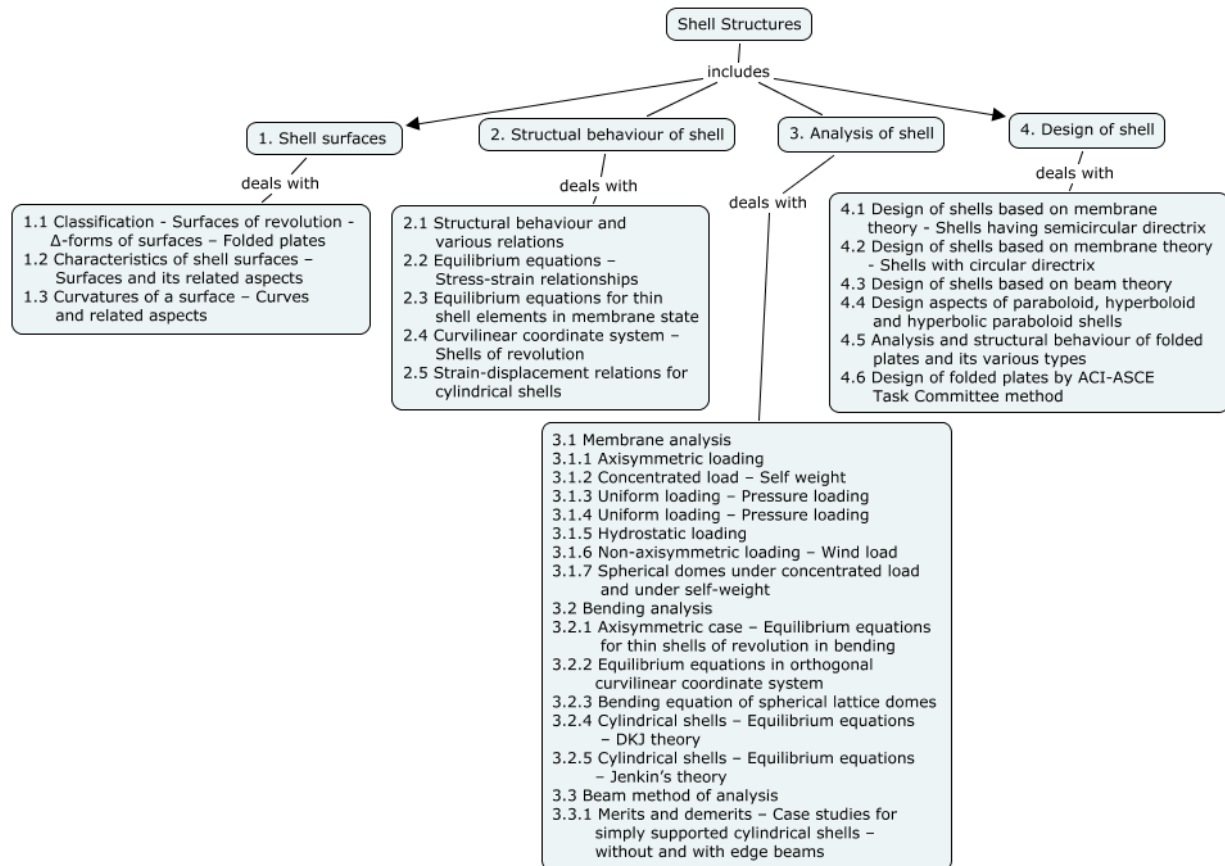 Shell Structures
includes
1. Shell surfaces
2. Structual behaviour of shell
3. Analysis of shell
4. Design of shell
deals with
1.1 Classification - Surfaces of revolution -
Δ-forms of surfaces – Folded plates
1.2 Characteristics of shell surfaces –
Surfaces and its related aspects
1.3 Curvatures of a surface – Curves
and related aspects
deals with
2.1 Structural behaviour and
various relations
2.2 Equilibrium equations –
Stress-strain relationships
2.3 Equilibrium equations for thin
shell elements in membrane state
2.4 Curvilinear coordinate system –
Shells of revolution
2.5 Strain-displacement relations for
cylindrical shells
deals with
3.1 Membrane analysis
3.1.1 Axisymmetric loading
3.1.2 Concentrated load – Self weight
3.1.3 Uniform loading – Pressure loading
3.1.4 Uniform loading – Pressure loading
3.1.5 Hydrostatic loading
3.1.6 Non-axisymmetric loading – Wind load
3.1.7 Spherical domes under concentrated load
and under self-weight
3.2 Bending analysis
3.2.1 Axisymmetric case – Equilibrium equations
for thin shells of revolution in bending
3.2.2 Equilibrium equations in orthogonal
curvilinear coordinate system
3.2.3 Bending equation of spherical lattice domes
3.2.4 Cylindrical shells – Equilibrium equations
– DKJ theory
3.2.5 Cylindrical shells – Equilibrium equations
– Jenkin's theory
3.3 Beam method of analysis
3.3.1 Merits and demerits – Case studies for
simply supported cylindrical shells –
without and with edge beams
deals with
4.1 Design of shells based on membrane
theory - Shells having semicircular directrix
4.2 Design of shells based on membrane theory
- Shells with circular directrix
4.3 Design of shells based on beam theory
4.4 Design aspects of paraboloid, hyperboloid
and hyperbolic paraboloid shells
4.5 Analysis and structural behaviour of folded
plates and its various types
4.6 Design of folded plates by ACI-ASCE
Task Committee method